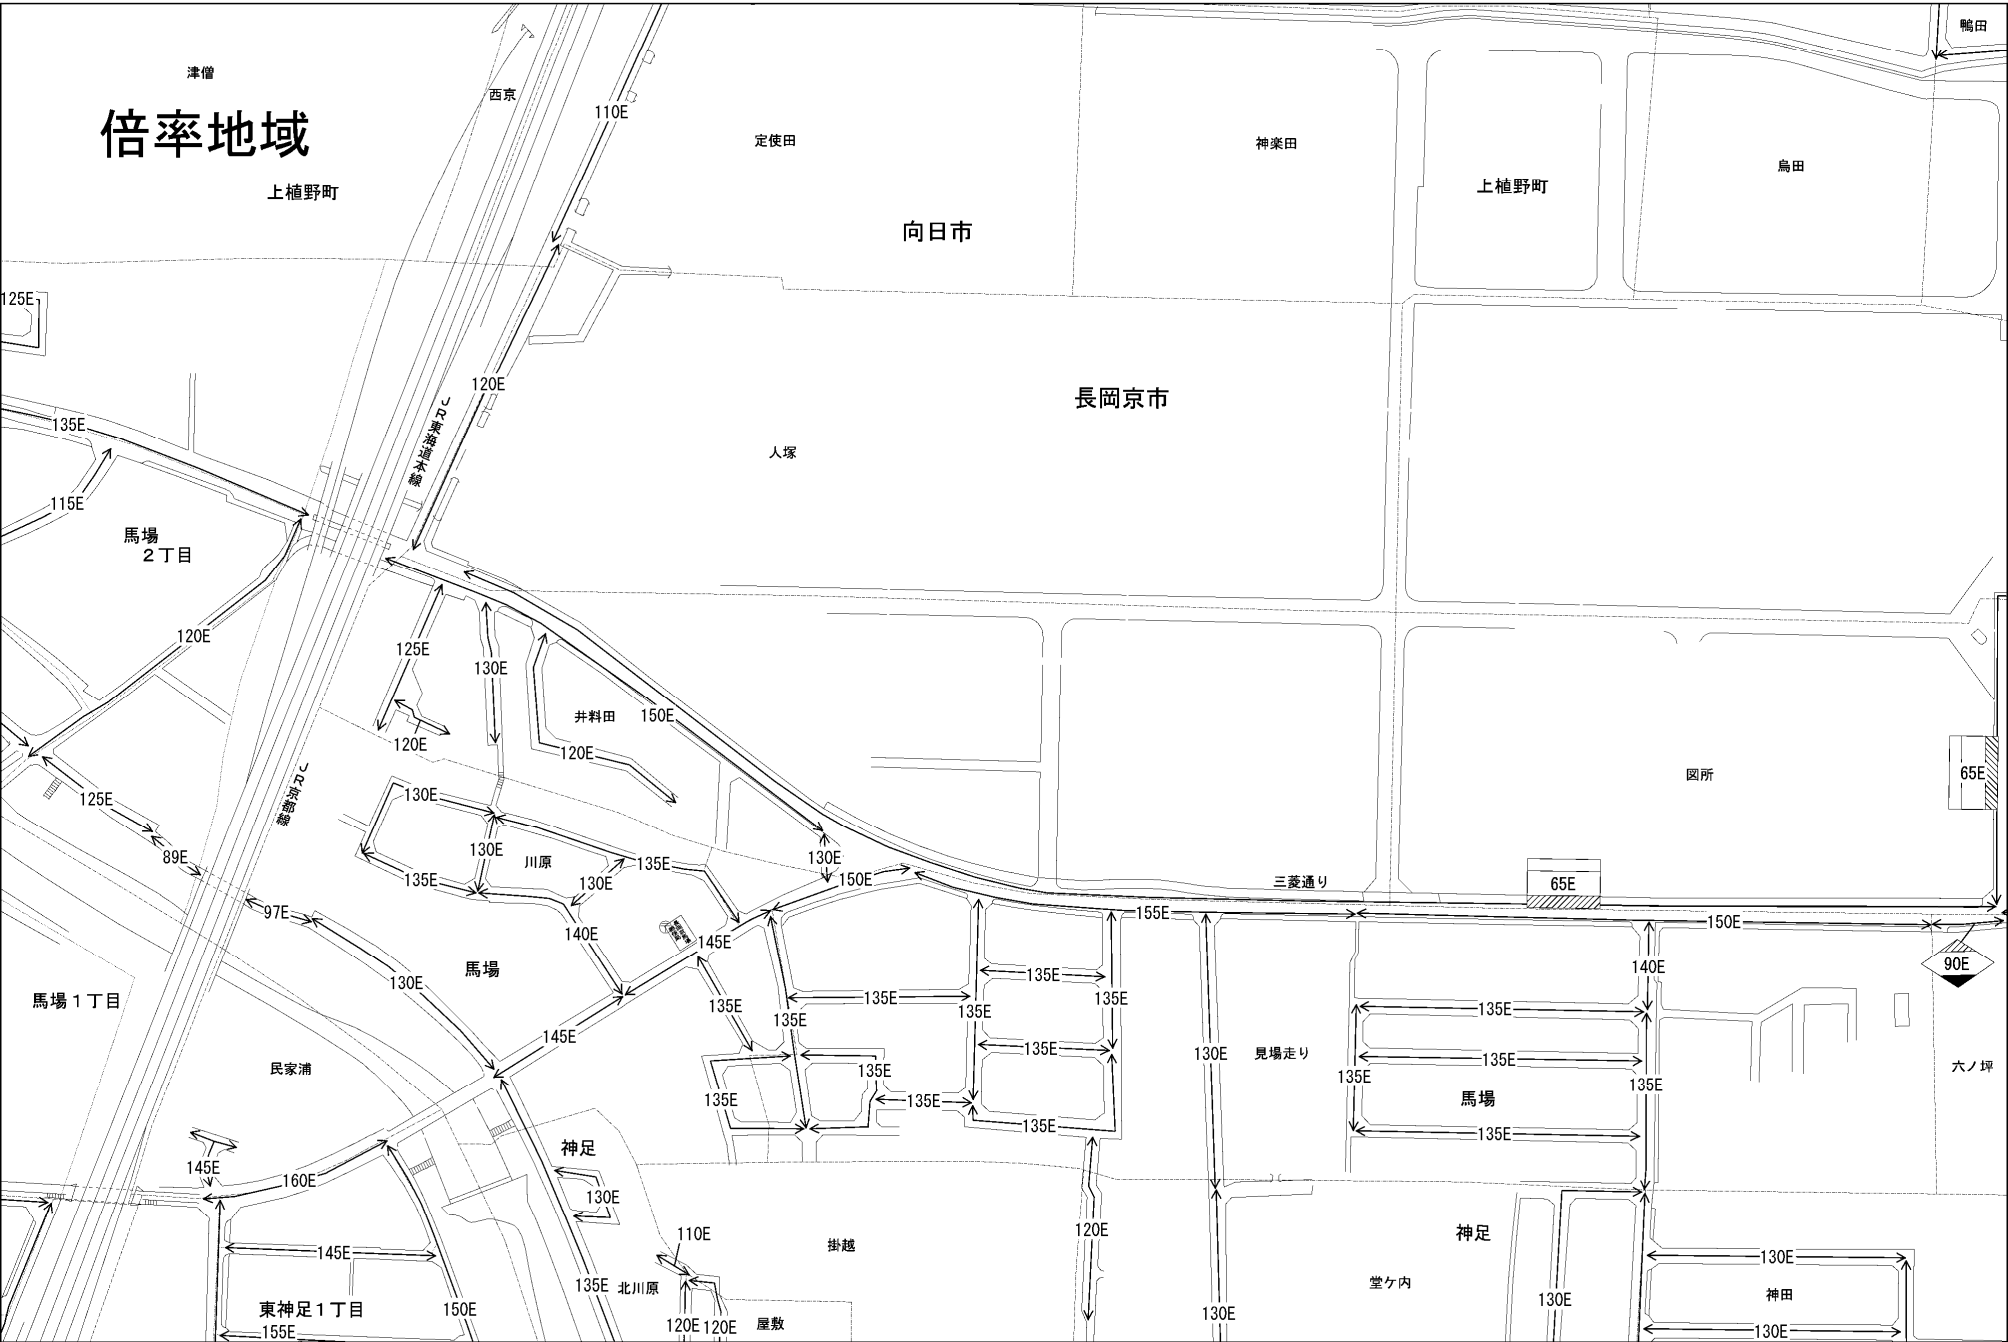 鴨田
津僧
西京
倍率地域
110E
定使田
神楽田
烏田
上植野町
上植野町
向日市
125E
120E
長岡京市
JR東海道本線
135E
人塚
115E
馬場
2丁目
120E
125E
130E
井料田
150E
120E
120E
図所
65E
JR京都線
125E
130E
89E
130E
川原
135E
130E
150E
三菱通り
65E
135E
130E
97E
155E
150E
140E
145E
90E
140E
馬場
130E
135E
135E
135E
135E
馬場1丁目
135E
135E
135E
135E
145E
135E
130E
見場走り
135E
民家浦
135E
135E
135E
六ノ坪
135E
135E
馬場
135E
135E
神足
145E
160E
130E
120E
110E
神足
掛越
145E
130E
135E
北川原
堂ケ内
神田
東神足1丁目
150E
130E
130E
155E
120E
120E
屋敷
130E